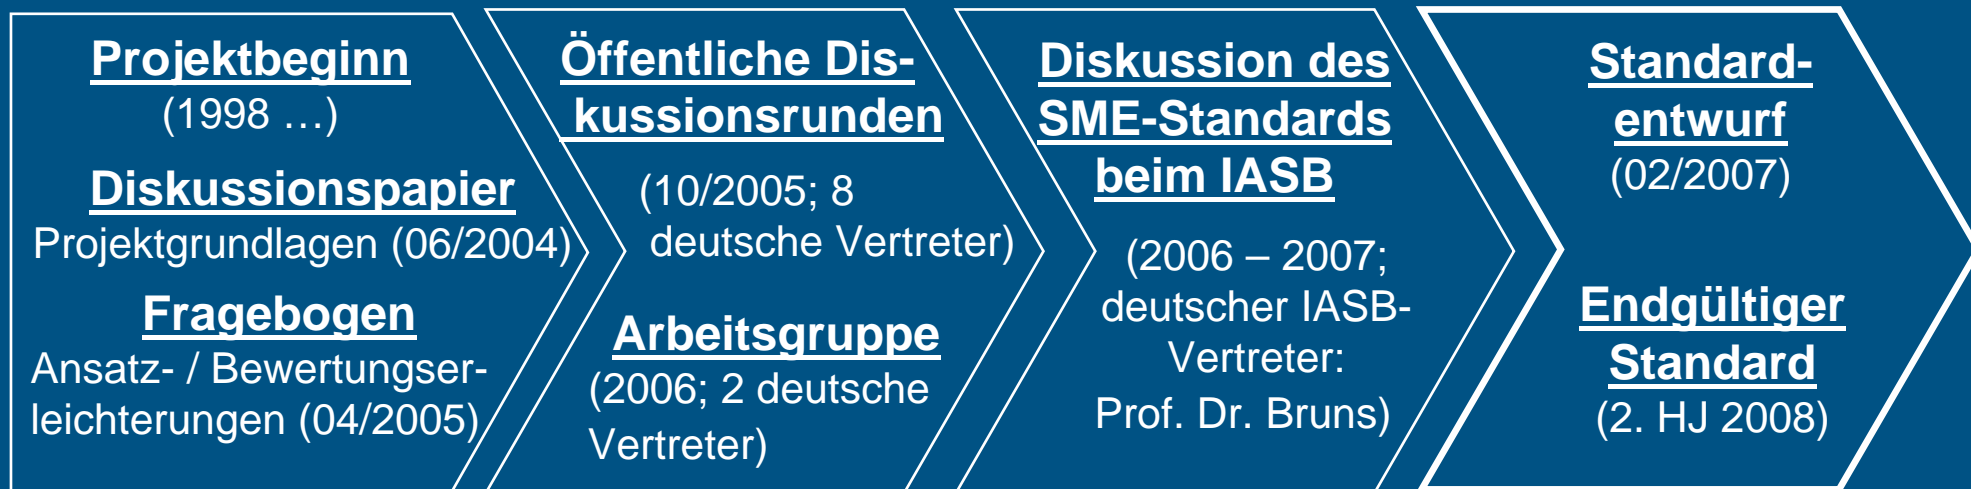 Projektbeginn
(1998 …)
Diskussionspapier
Projektgrundlagen (06/2004)
Fragebogen
Ansatz- / Bewertungser-
leichterungen (04/2005)
Öffentliche Dis-
kussionsrunden
(10/2005; 8
deutsche Vertreter)
Arbeitsgruppe
(2006; 2 deutsche
Vertreter)
Diskussion des
SME-Standards
beim IASB
(2006 – 2007;
deutscher IASB-
Vertreter:
Prof. Dr. Bruns)
Standard-
entwurf
(02/2007)
Endgültiger
Standard
(2. HJ 2008)